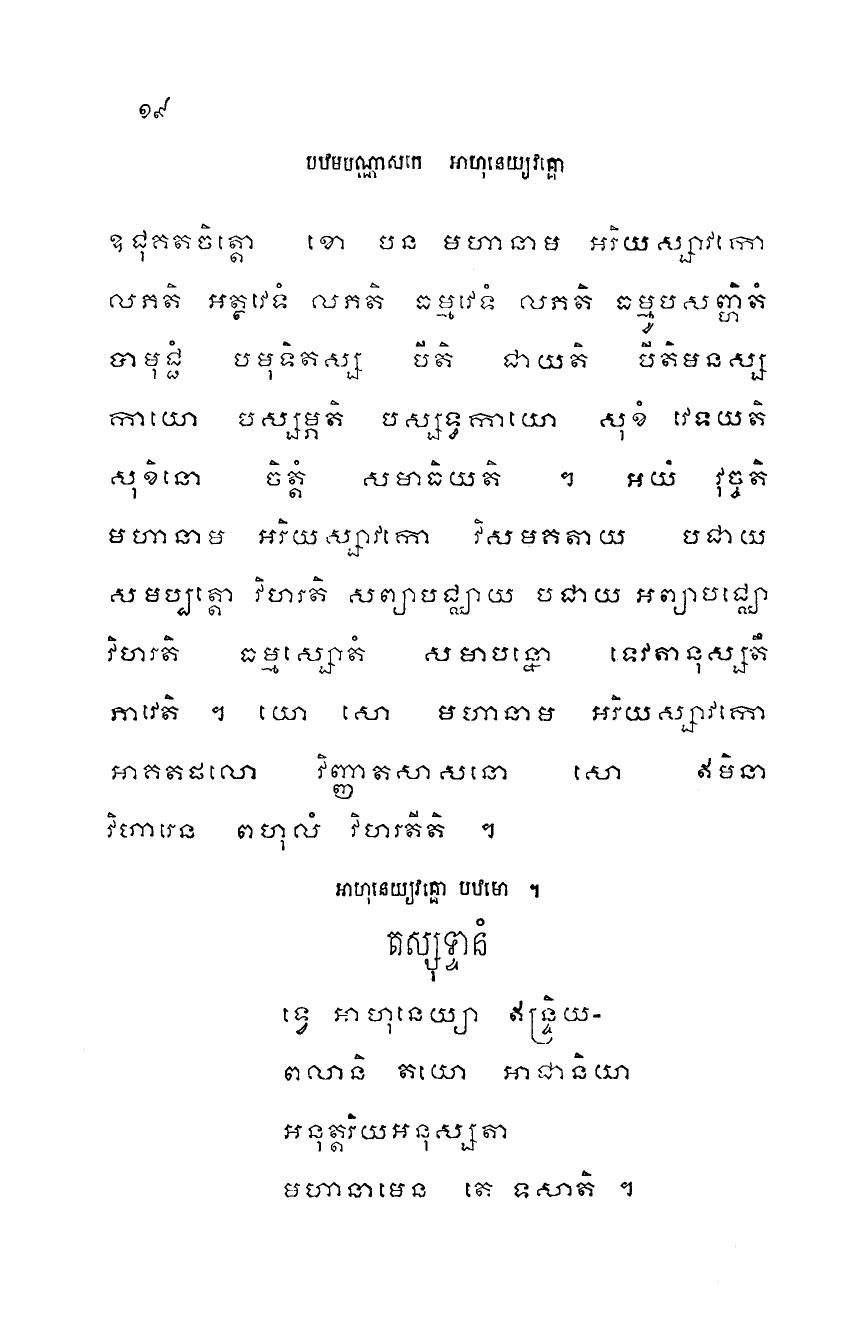 ១៩
បឋមបណ្ណាសកេ អាហុនេយ្យវគ្គោ
ឧជុគតចិត្តោ ខោ បន មហានាម អរិយស្សាវកោ
លភតិ អត្ថវេទំ លភតិ ធម្មវេទំ លភតិ ធម្មូបសញ្ហិតំ
បាមុជ្ជំ បមុទិតស្ស បីតិ ជាយតិ បីតិមនស្ស
កាយោ បស្សម្ភតិ បស្សទ្ធកាយោ សុខំ វេទយតិ
សុខិនោ ចិត្តំ សមាធិយតិ ។ អយំ វុច្ចតិ
មហានាម អរិយស្សាវកោ វិសមគតាយ បជាយ
សមប្បត្តោ វិហរតិ សព្យាបជ្ឈាយ បជាយ អព្យាបជ្ឈោ
វិហរតិ ធម្មស្សោតំ សមាបន្នោ ទេវតានុស្សតឹ
ភាវេតិ ។ យោ សោ មហានាម អរិយស្សាវកោ
អាគតផលោ វិញ្ញាតសាសនោ សោ ឥមិនា
វិហារេន ពហុលំ វិហរតីតិ ។
អាហុនេយ្យវគ្គោ បឋមោ ។
តស្សុទ្ទានំ
ទ្វេ អាហុនេយ្យា ឥន្ទ្រិយ-
ពលានិ តយោ អាជានិយា
អនុត្តរិយអនុស្សតា
មហានាមេន តេ ទសាតិ ។